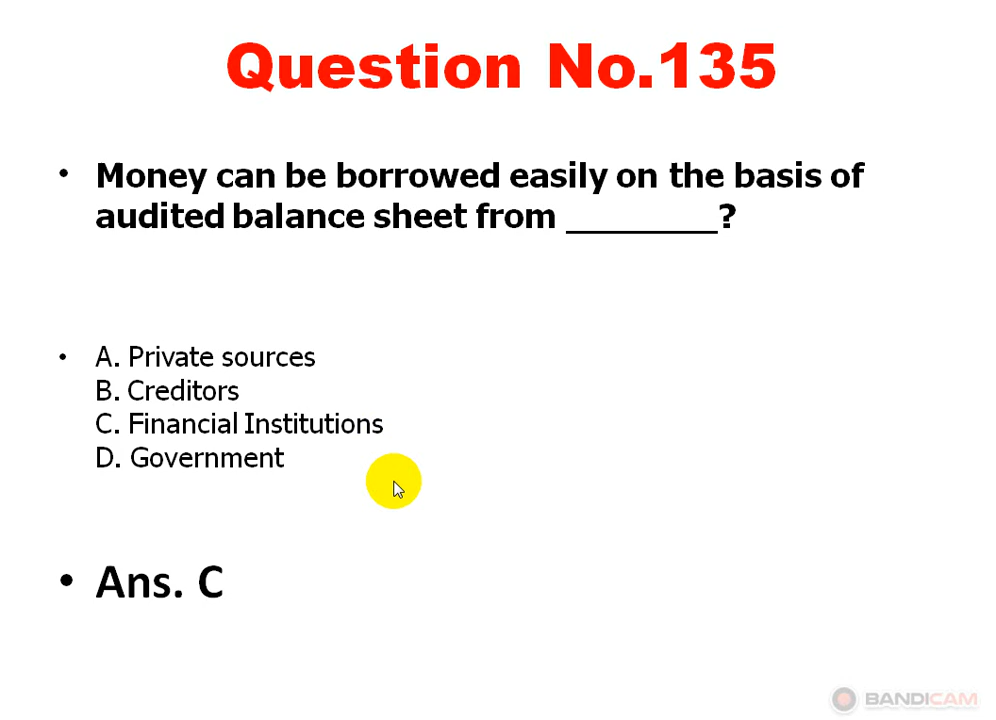 Question No.135
• Money can be borrowed easily on the basis of
audited balance sheet from _________?
• A. Private sources
B. Creditors
C. Financial Institutions
D. Government
• Ans. C
BANDICAM